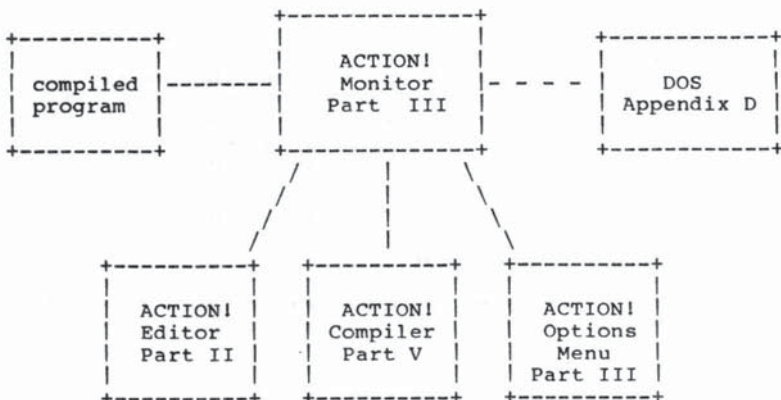 ACTION!
Monitor
Part III
compiled
program
DOS
Appendix D
ACTION!
Editor
Part II
ACTION!
Compiler
Part V
ACTION!
Options
Menu
Part III